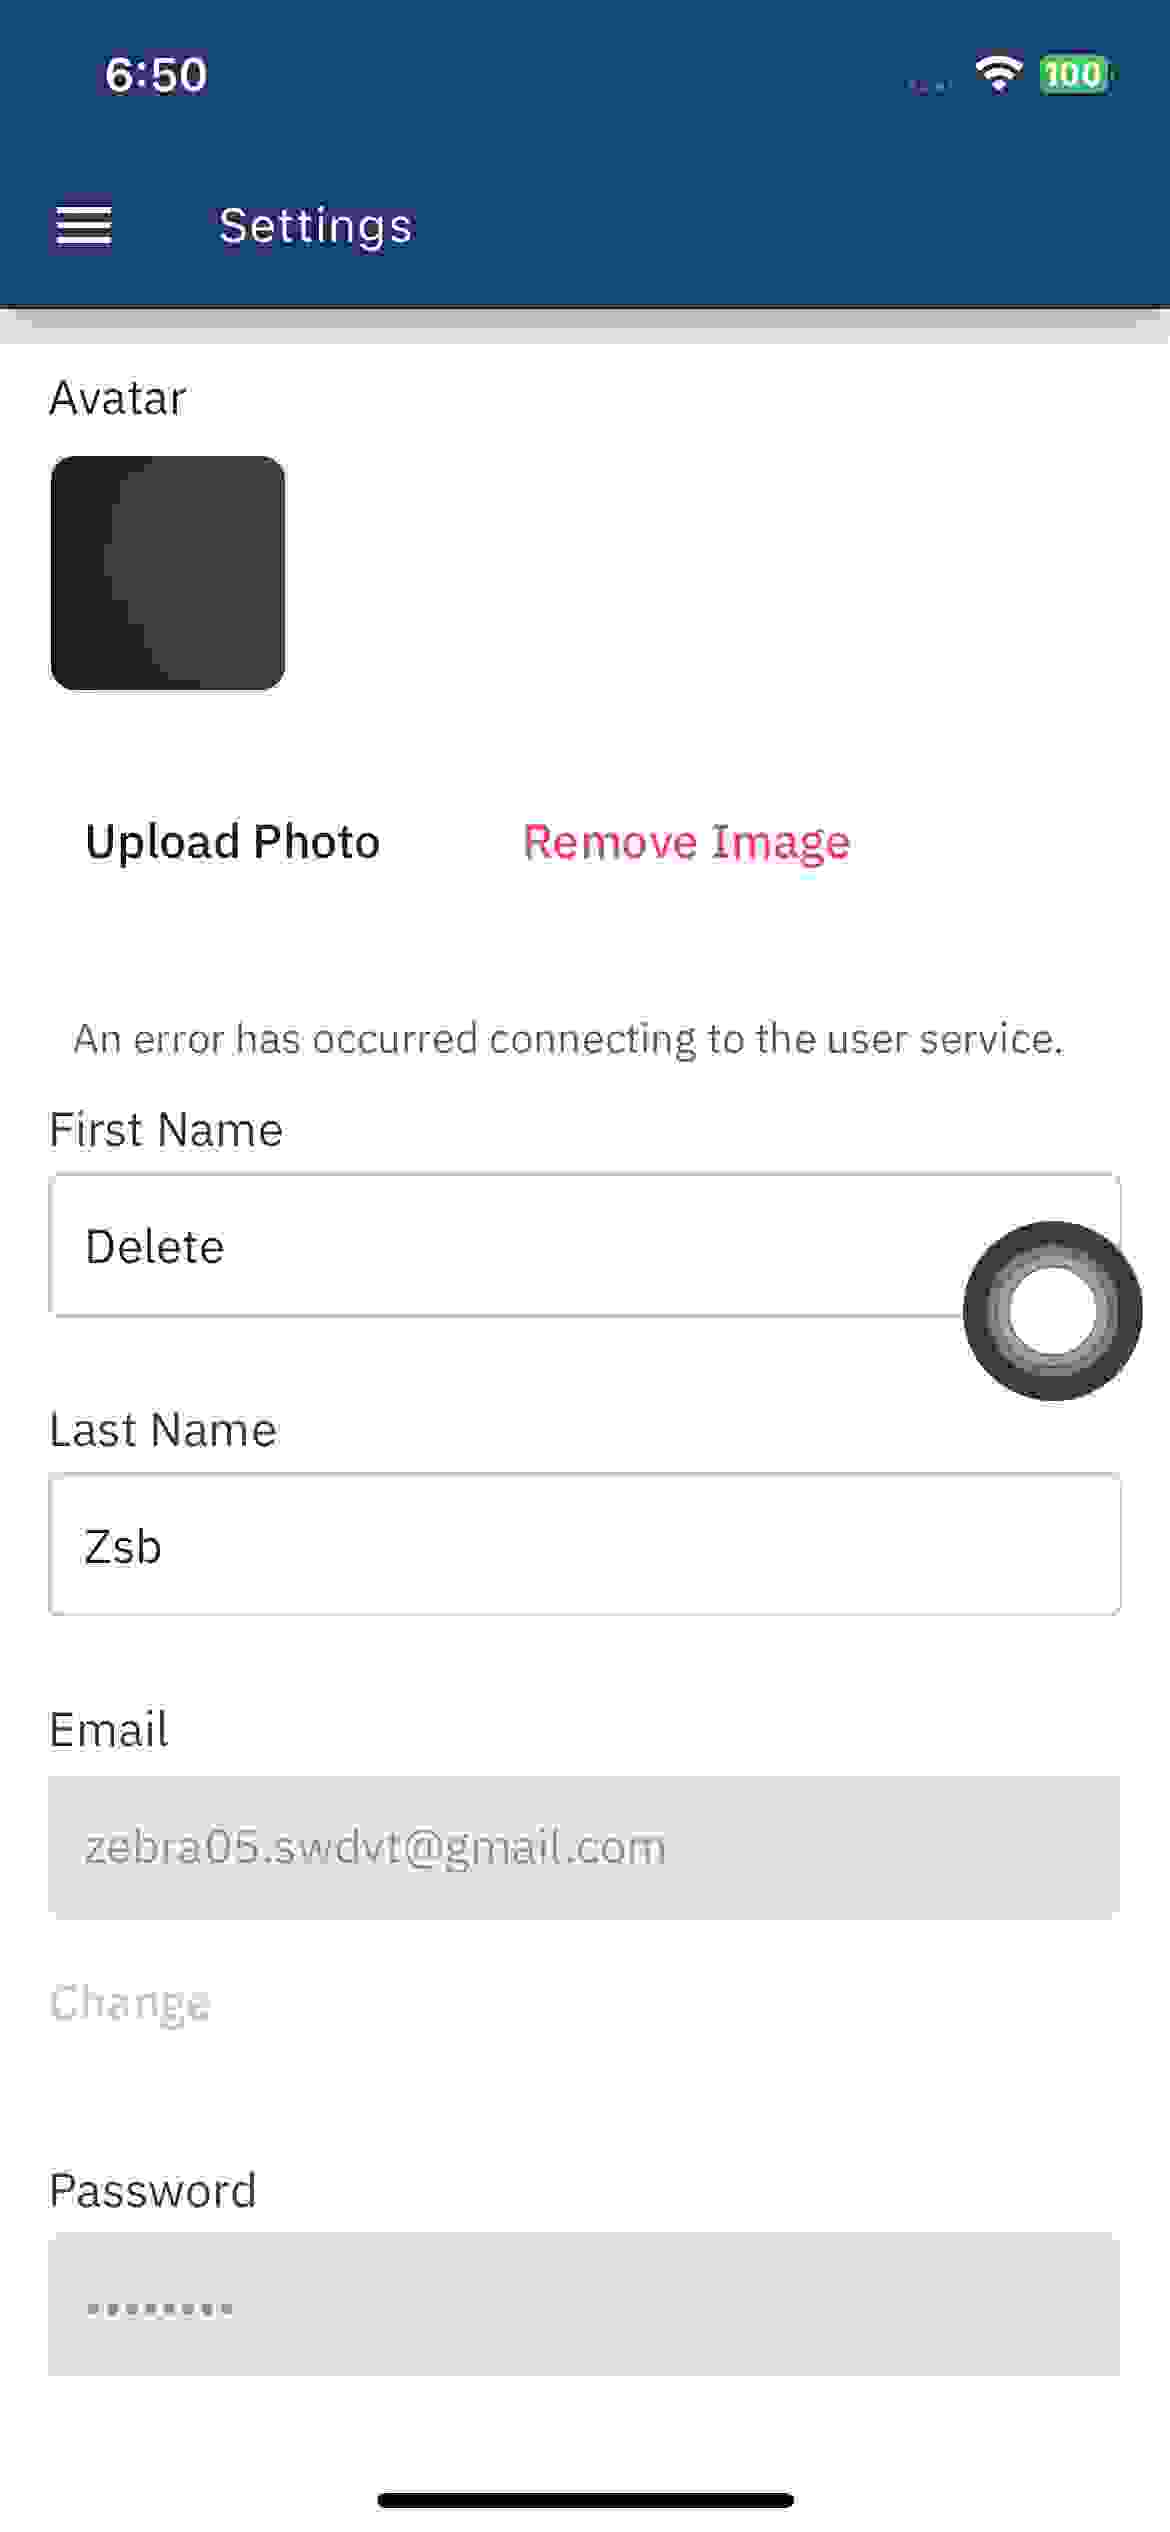 6:50
100
Settings
Avatar
Upload Photo
Remove Image
An error has occurred connecting to the user service.
First Name
Delete
Last Name
Zsb
Email
zebra05.swdvt@gmail.com
Change
Password
••••••••